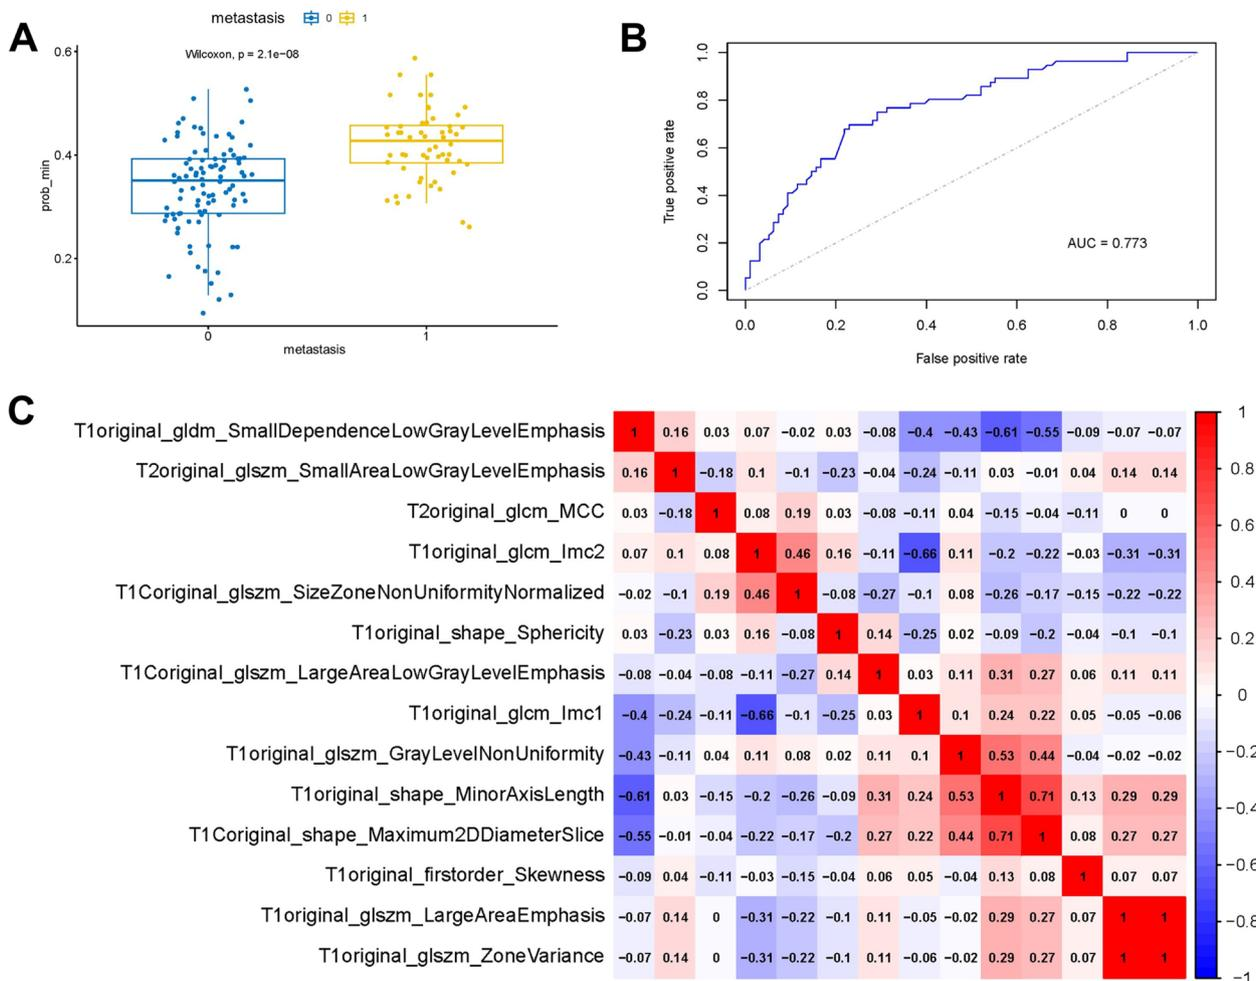 metastasis 0 1
A
Wilcoxon, p = 2.1e−08
0.6
0.4
0.2
prob_min
0 1
metastasis
B
1.0
0.8
0.6
0.4
0.2
0.0
True positive rate
AUC = 0.773
0.0 0.2 0.4 0.6 0.8 1.0
False positive rate
C
T1original_gldm_SmallDependenceLowGrayLevelEmphasis 1 0.16 0.03 0.07 −0.02 0.03 −0.08 −0.4 −0.43 −0.61 −0.55 −0.09 −0.07 −0.07
T2original_glszm_SmallAreaLowGrayLevelEmphasis 0.16 1 −0.18 0.1 −0.1 −0.23 −0.04 −0.24 −0.11 0.03 −0.01 0.04 0.14 0.14
T2original_glcm_MCC 0.03 −0.18 1 0.08 0.19 0.03 −0.08 −0.11 0.04 −0.15 −0.04 −0.11 0 0
T1original_glcm_Imc2 0.07 0.1 0.08 1 0.46 0.16 −0.11 −0.66 0.11 −0.2 −0.22 −0.03 −0.31 −0.31
T1Coriginal_glszm_SizeZoneNonUniformityNormalized −0.02 −0.1 0.19 0.46 1 −0.08 −0.27 −0.1 0.08 −0.26 −0.17 −0.15 −0.22 −0.22
T1original_shape_Sphericity 0.03 −0.23 0.03 0.16 −0.08 1 0.14 −0.25 0.02 −0.09 −0.2 −0.04 −0.1 −0.1
T1Coriginal_glszm_LargeAreaLowGrayLevelEmphasis −0.08 −0.04 −0.08 −0.11 −0.27 0.14 1 0.03 0.11 0.31 0.27 0.06 0.11 0.11
T1original_glcm_Imc1 −0.4 −0.24 −0.11 −0.66 −0.1 −0.25 0.03 1 0.1 0.24 0.22 0.05 −0.05 −0.06
T1original_glszm_GrayLevelNonUniformity −0.43 −0.11 0.04 0.11 0.08 0.02 0.11 0.1 1 0.53 0.44 −0.04 −0.02 −0.02
T1original_shape_MinorAxisLength −0.61 0.03 −0.15 −0.2 −0.26 −0.09 0.31 0.24 0.53 1 0.71 0.13 0.29 0.29
T1Coriginal_shape_Maximum2DDiameterSlice −0.55 −0.01 −0.04 −0.22 −0.17 −0.2 0.27 0.22 0.44 0.71 1 0.08 0.27 0.27
T1original_firstorder_Skewness −0.09 0.04 −0.11 −0.03 −0.15 −0.04 0.06 0.05 −0.04 0.13 0.08 1 0.07 0.07
T1original_glszm_LargeAreaEmphasis −0.07 0.14 0 −0.31 −0.22 −0.1 0.11 −0.05 −0.02 0.29 0.27 0.07 1 1
T1original_glszm_ZoneVariance −0.07 0.14 0 −0.31 −0.22 −0.1 0.11 −0.06 −0.02 0.29 0.27 0.07 1 1
1
0.8
0.6
0.4
0.2
0
−0.2
−0.4
−0.6
−0.8
−1